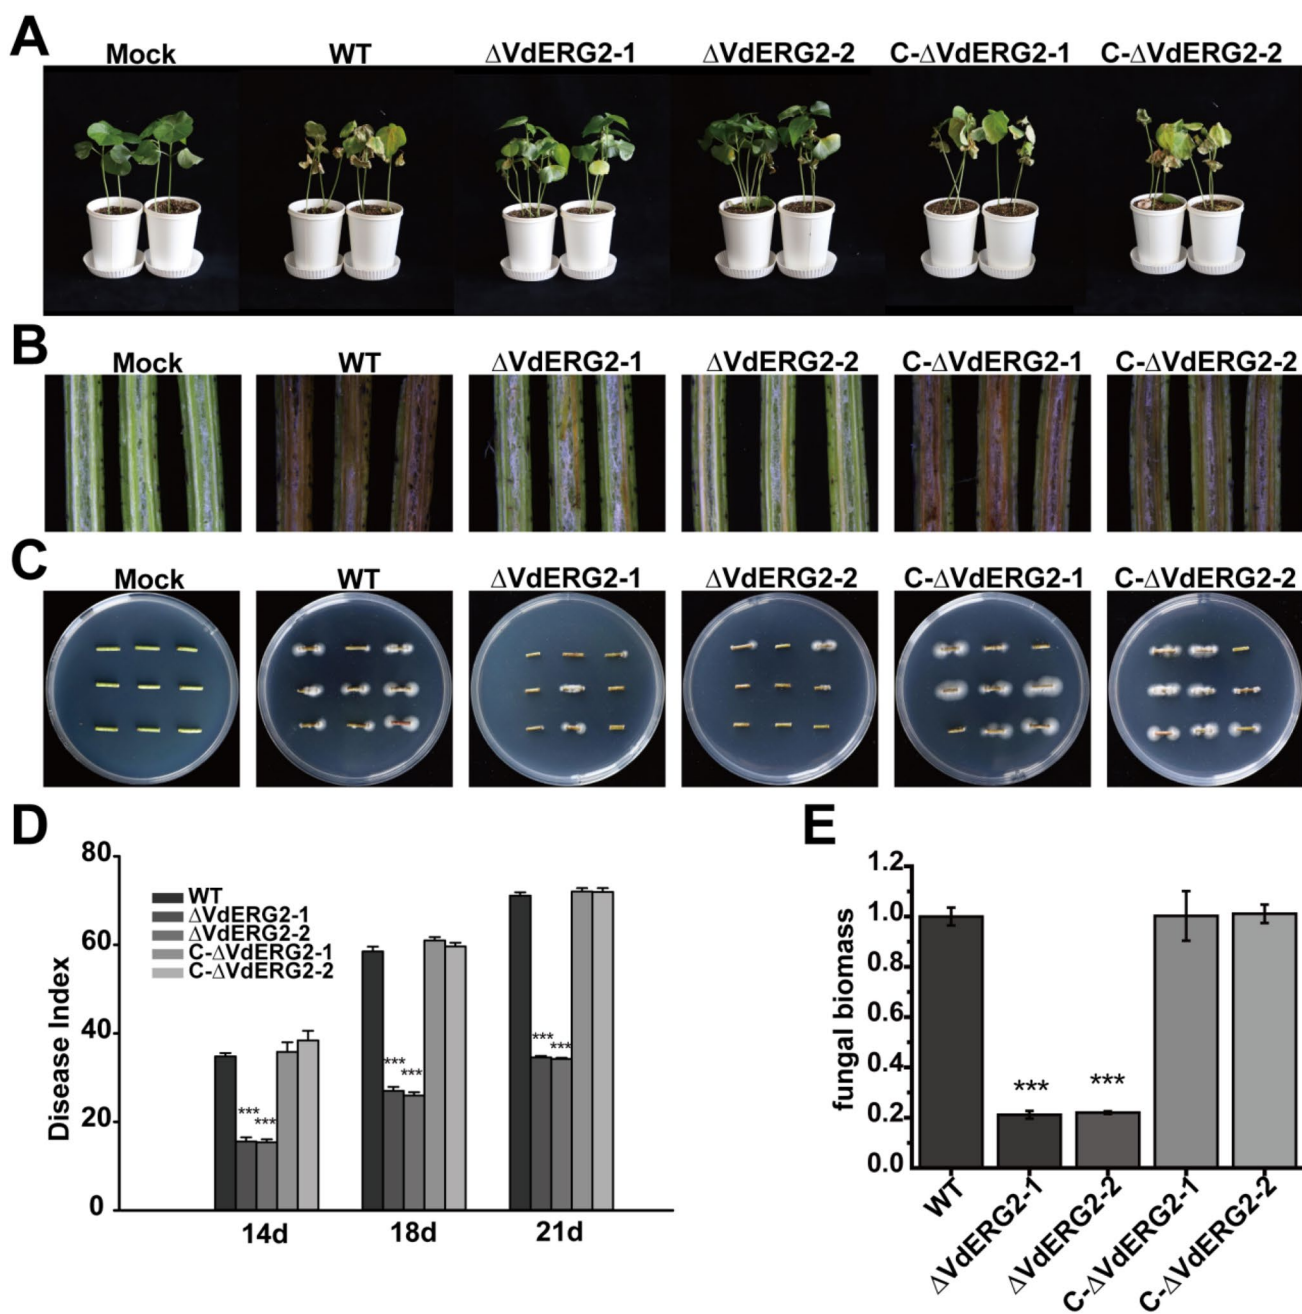 A
Mock WT ΔVdERG2-1 ΔVdERG2-2 C-ΔVdERG2-1 C-ΔVdERG2-2
B
Mock WT ΔVdERG2-1 ΔVdERG2-2 C-ΔVdERG2-1 C-ΔVdERG2-2
C
Mock WT ΔVdERG2-1 ΔVdERG2-2 C-ΔVdERG2-1 C-ΔVdERG2-2
D
Disease Index
80
60
40
20
0
WT
ΔVdERG2-1
ΔVdERG2-2
C-ΔVdERG2-1
C-ΔVdERG2-2
*** ***
*** ***
*** ***
14d 18d 21d
E
fungal biomass
1.2
1.0
0.8
0.6
0.4
0.2
0.0
*** ***
WT
ΔVdERG2-1
ΔVdERG2-2
C-ΔVdERG2-1
C-ΔVdERG2-2